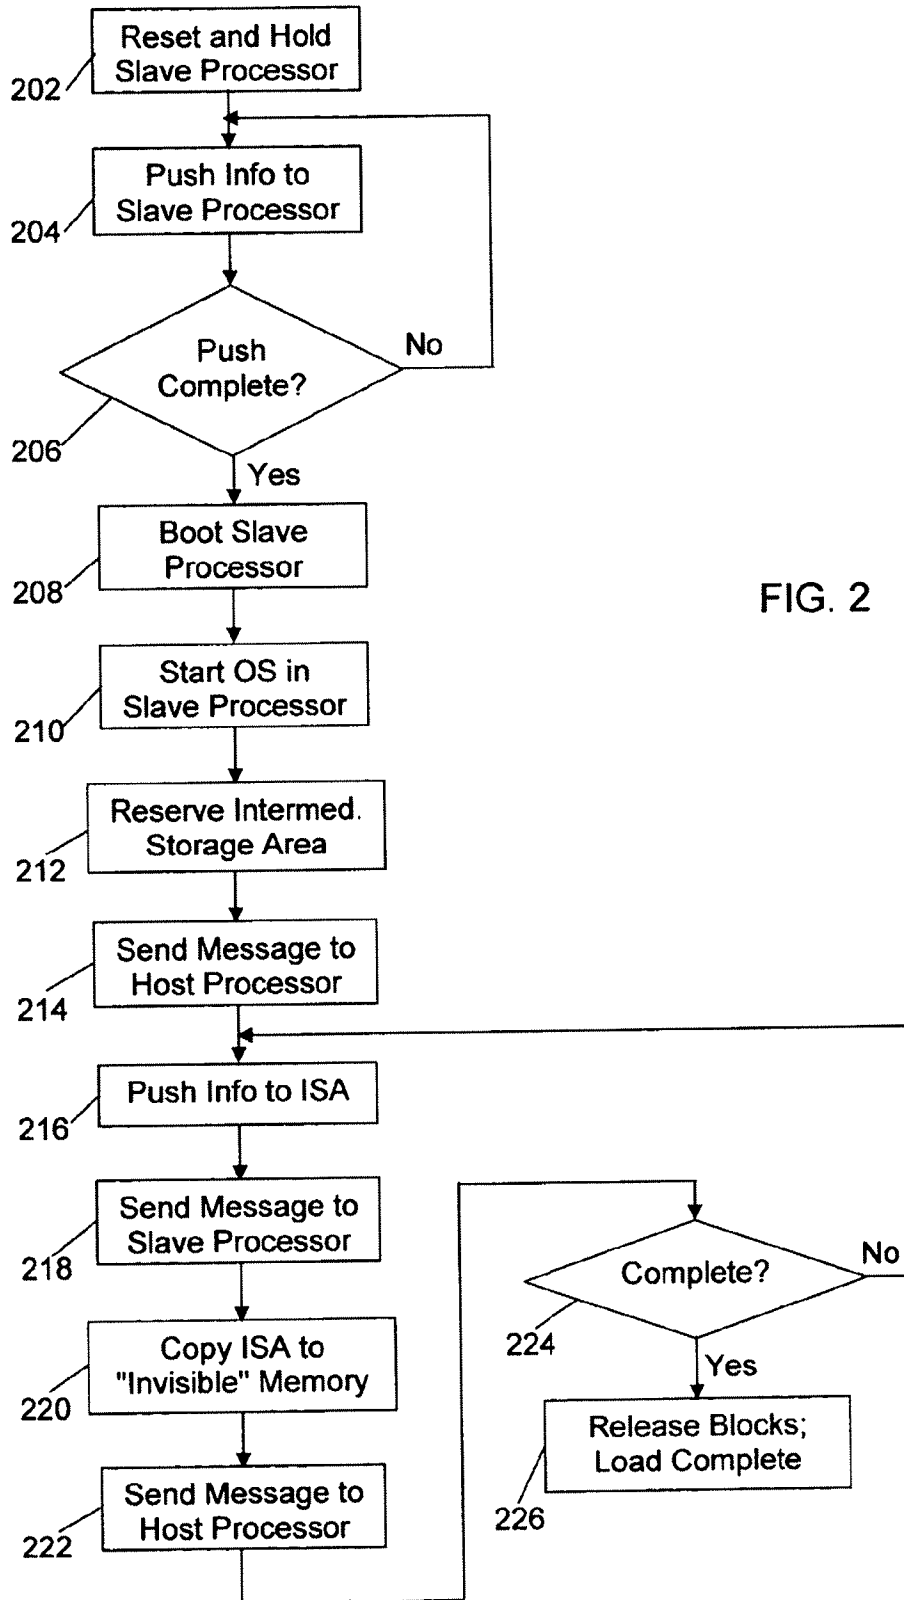 Reset and Hold
Slave Processor
202
Push Info to
Slave Processor
204
Push
Complete?
No
206
Yes
Boot Slave
Processor
208
FIG. 2
Start OS in
Slave Processor
210
Reserve Intermed.
Storage Area
212
Send Message to
Host Processor
214
Push Info to ISA
216
Send Message to
Slave Processor
218
Copy ISA to
"Invisible" Memory
220
Send Message to
Host Processor
222
Complete?
No
224
Yes
Release Blocks;
Load Complete
226